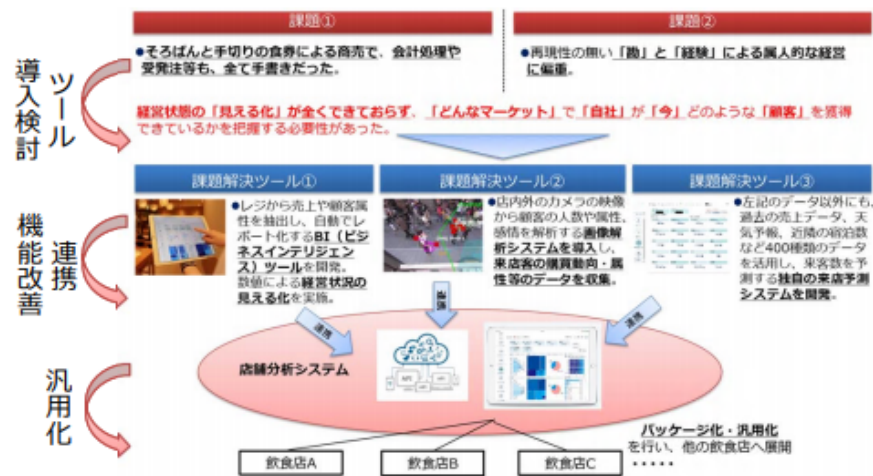 課題①
課題②
●そろばんと手切りの食券による商売で、会計処理や
受発注等も、全て手書きだった。
●再現性の無い「勘」と「経験」による属人的な経営
に偏重。
ツール
導入検討
経営状態の「見える化」が全くできておらず、「どんなマーケット」で「自社」が「今」どのような「顧客」を獲得
できているかを把握する必要性があった。
課題解決ツール①
課題解決ツール②
課題解決ツール③
●レジから売上や顧客属
性を抽出し、自動でレ
ポート化するBI（ビジ
ネスインテリジェン
ス）ツールを開発。
数値による経営状況の
見える化を実施。
●店内外のカメラの映像
から顧客の人数や属性、
感情を解析する画像解
析システムを導入し、
来店客の購買動向・属
性等のデータを収集。
●左記のデータ以外にも、
過去の売上データ、天
気予報、近隣の宿泊数
など400種類のデータ
を活用し、来客数を予
測する独自の来店予測
システムを開発。
連携
機能改善
連携
連携
連携
店舗分析システム
汎用化
パッケージ化・汎用化
を行い、他の飲食店へ展開
・・・・・
飲食店A
飲食店B
飲食店C